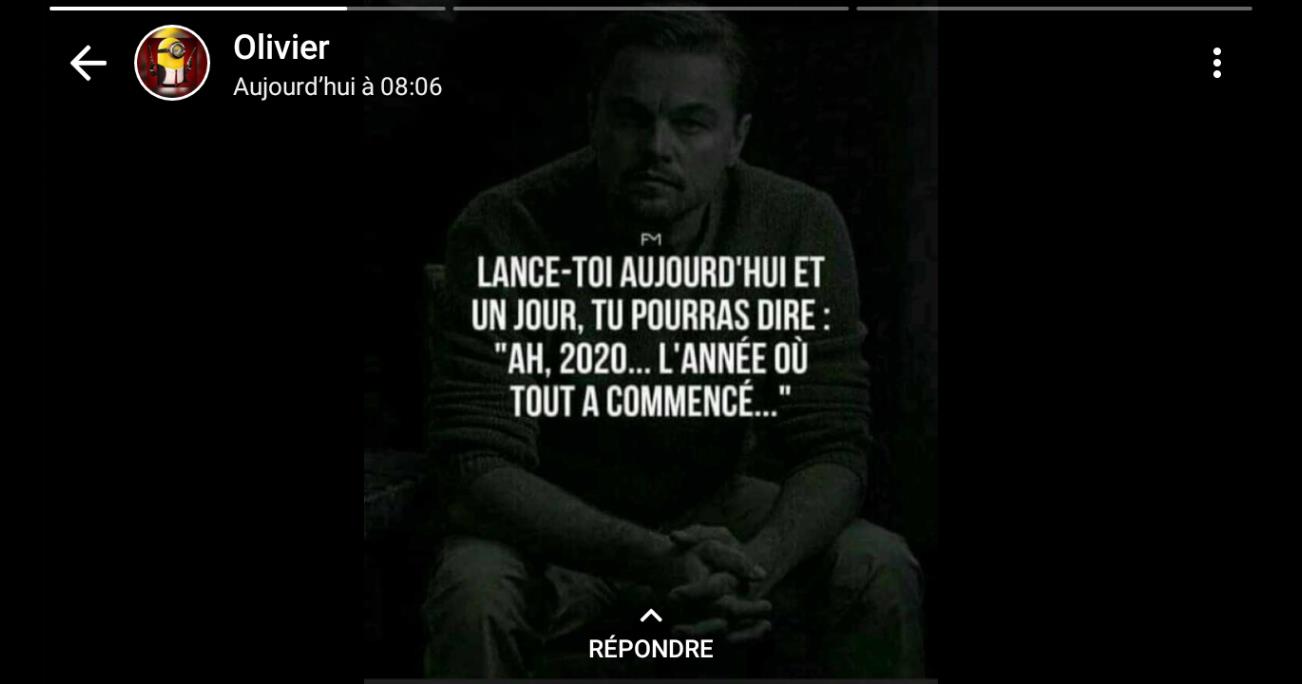 Olivier
Aujourd’hui à 08:06
FM
LANCE-TOI AUJOURD'HUI ET
UN JOUR, TU POURRAS DIRE :
"AH, 2020... L'ANNÉE OÙ
TOUT A COMMENCÉ..."
RÉPONDRE